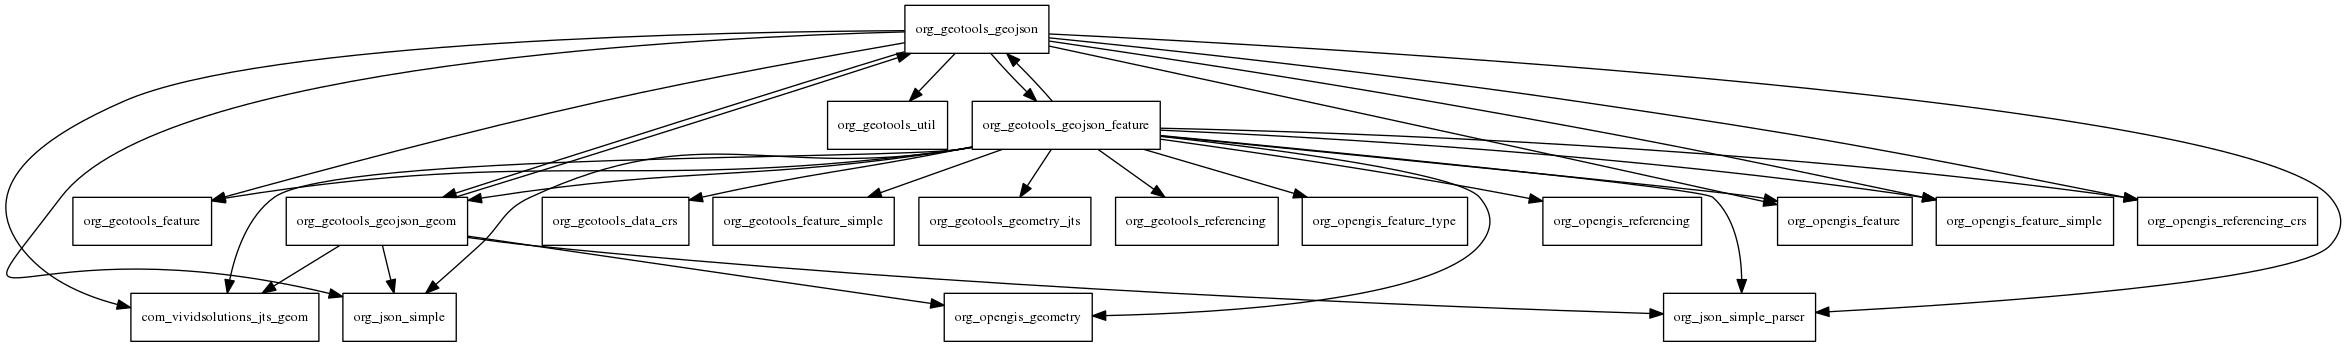 org_geotools_geojson
org_geotools_util
org_geotools_geojson_feature
org_geotools_feature
org_geotools_geojson_geom
org_geotools_data_crs
org_geotools_feature_simple
org_geotools_geometry_jts
org_geotools_referencing
org_opengis_feature_type
org_opengis_referencing
org_opengis_feature
org_opengis_feature_simple
org_opengis_referencing_crs
com_vividsolutions_jts_geom
org_json_simple
org_opengis_geometry
org_json_simple_parser